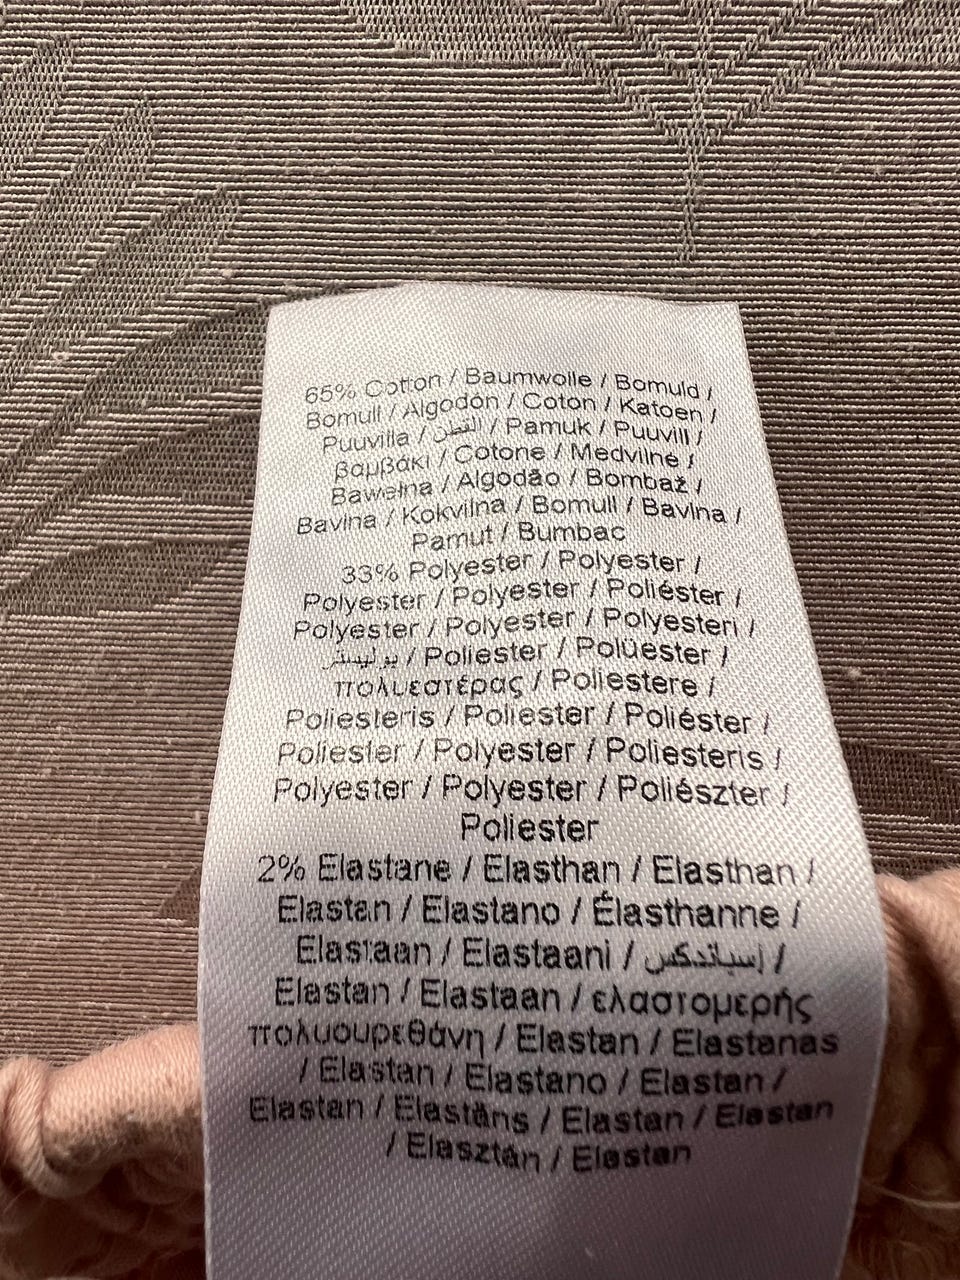 65% Cotton / Baumwolle / Bomuld /
Bomull / Algodón / Coton / Katoen /
Puuvilla / القطن / Pamuk / Puuvill /
βαμβάκι / Cotone / Medvilnė /
Bawełna / Algodão / Bombaž /
Bavlna / Kokvilna / Bomull / Bavlna /
Pamut / Bumbac
33% Polyester / Polyester /
Polyester / Polyester / Poliéster /
Polyester / Polyester / Polyesteri /
بوليستر / Poliester / Polüester /
πολυεστέρας / Poliestere /
Poliesteris / Poliester / Poliéster /
Poliester / Polyester / Poliesteris /
Polyester / Polyester / Poliészter /
Poliester
2% Elastane / Elasthan / Elasthan /
Elastan / Elastano / Élasthanne /
Elastaan / Elastaani / إسباندكس /
Elastan / Elastaan / ελαστομερής
πολυουρεθάνη / Elastan / Elastanas
/ Elastan / Elastano / Elastan /
Elastan / Elastāns / Elastan / Elastan
/ Elasztán / Elastan